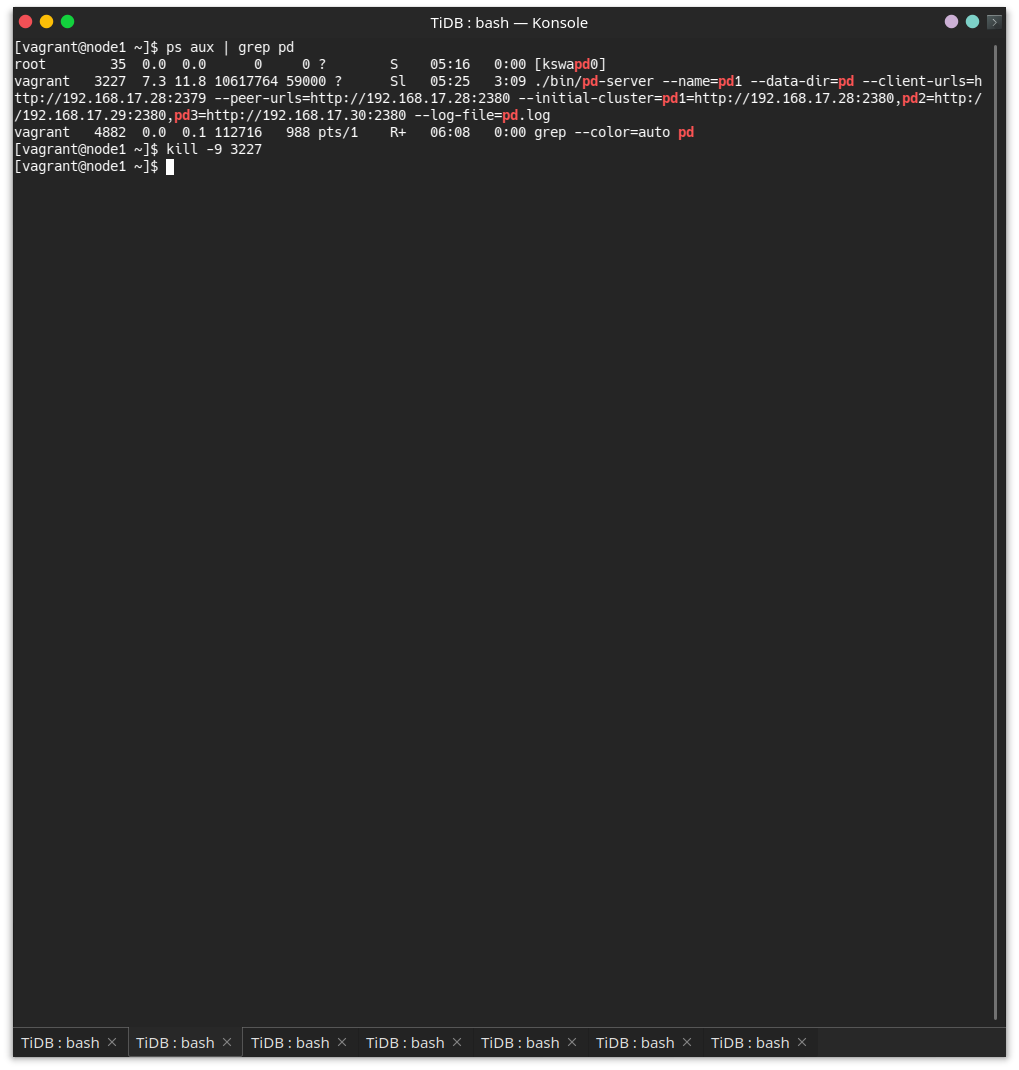 TiDB : bash — Konsole
[vagrant@node1 ~]$ ps aux | grep pd
root        35  0.0  0.0      0     0 ?        S    05:16   0:00 [kswapd0]
vagrant   3227  7.3 11.8 10617764 59000 ?      Sl   05:25   3:09 ./bin/pd-server --name=pd1 --data-dir=pd --client-urls=h
ttp://192.168.17.28:2379 --peer-urls=http://192.168.17.28:2380 --initial-cluster=pd1=http://192.168.17.28:2380,pd2=http:/
/192.168.17.29:2380,pd3=http://192.168.17.30:2380 --log-file=pd.log
vagrant   4882  0.0  0.1 112716   988 pts/1    R+   06:08   0:00 grep --color=auto pd
[vagrant@node1 ~]$ kill -9 3227
[vagrant@node1 ~]$
TiDB : bash TiDB : bash TiDB : bash TiDB : bash TiDB : bash TiDB : bash TiDB : bash